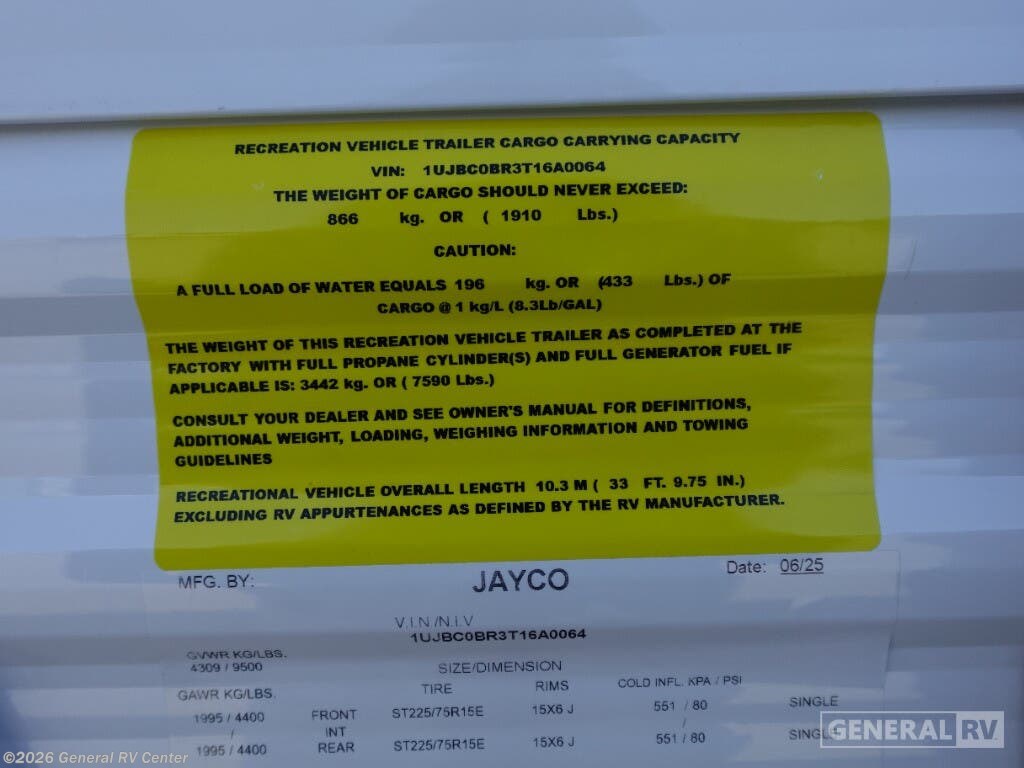 RECREATION VEHICLE TRAILER CARGO CARRYING CAPACITY
VIN: 1UJBC0BR3T16A0064
THE WEIGHT OF CARGO SHOULD NEVER EXCEED:
866 kg. OR ( 1910 Lbs.)
CAUTION:
A FULL LOAD OF WATER EQUALS 196 kg. OR (433 Lbs.) OF
CARGO @ 1 kg/L (8.3Lb/GAL)
THE WEIGHT OF THIS RECREATION VEHICLE TRAILER AS COMPLETED AT THE
FACTORY WITH FULL PROPANE CYLINDER(S) AND FULL GENERATOR FUEL IF
APPLICABLE IS: 3442 kg. OR ( 7590 Lbs.)
CONSULT YOUR DEALER AND SEE OWNER'S MANUAL FOR DEFINITIONS,
ADDITIONAL WEIGHT, LOADING, WEIGHING INFORMATION AND TOWING
GUIDELINES
RECREATIONAL VEHICLE OVERALL LENGTH 10.3 M ( 33 FT. 9.75 IN.)
EXCLUDING RV APPURTENANCES AS DEFINED BY THE RV MANUFACTURER.
MFG. BY: JAYCO Date: 06/25
V.I.N./N.I.V
1UJBC0BR3T16A0064
GVWR KG/LBS.
4309 / 9500
SIZE/DIMENSION
GAWR KG/LBS. TIRE RIMS COLD INFL. KPA / PSI
1995 / 4400 FRONT ST225/75R15E 15X6 J 551 / 80 SINGLE
/ INT /
1995 / 4400 REAR ST225/75R15E 15X6 J 551 / 80 SINGLE
GENERAL RV
©2026 General RV Center